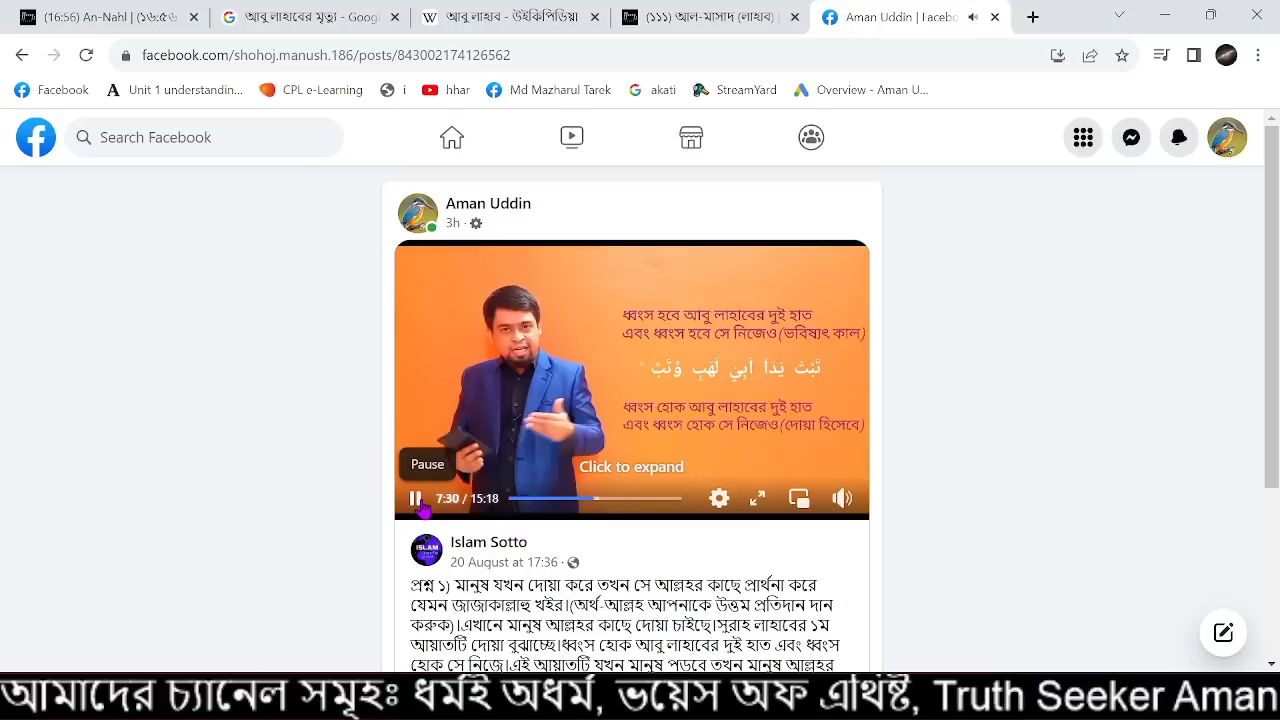 (16:56) An-Nahl | (১৬:৫৬
আবু লাহাবের মৃত্যু - Googl
আবু লাহাব - উইকিপিডিয়া
(১১১) আল-মাসাদ (লাহাব) |
Aman Uddin | Facebo
facebook.com/shohoj.manush.186/posts/843002174126562
Facebook
Unit 1 understandin...
CPL e-Learning
i
hhar
Md Mazharul Tarek
akati
StreamYard
Overview - Aman U...
Search Facebook
Aman Uddin
3h
ধ্বংস হবে আবু লাহাবের দুই হাত
এবং ধ্বংস হবে সে নিজেও(ভবিষ্যৎ কাল)
تَبَّتْ يَدَا أَبِيْ لَهَبٍ وَّتَبَّ
ধ্বংস হোক আবু লাহাবের দুই হাত
এবং ধ্বংস হোক সে নিজেও(দোয়া হিসেবে)
Pause
Click to expand
7:30 / 15:18
ISLAM
Islam Sotto
20 August at 17:36
প্রশ্ন ১) মানুষ যখন দোয়া করে তখন সে আল্লহর কাছে প্রার্থনা করে
যেমন জাজাকাল্লাহু খইর।(অর্থ-আল্লহ আপনাকে উত্তম প্রতিদান দান
করুক)।এখানে মানুষ আল্লহর কাছে দোয়া চাইছে।সুরাহ লাহাবের ১ম
আয়াতটি দোয়া বুঝাচ্ছে।ধ্বংস হোক আবু লাহাবের দুই হাত এবং ধ্বংস
হোক সে নিজে।এই আয়াতটি যখন মানুষ পড়বে তখন মানুষ আল্লহর
আমাদের চ্যানেল সমূহঃ ধর্মই অধর্ম, ভয়েস অফ এথিষ্ট, Truth Seeker Aman